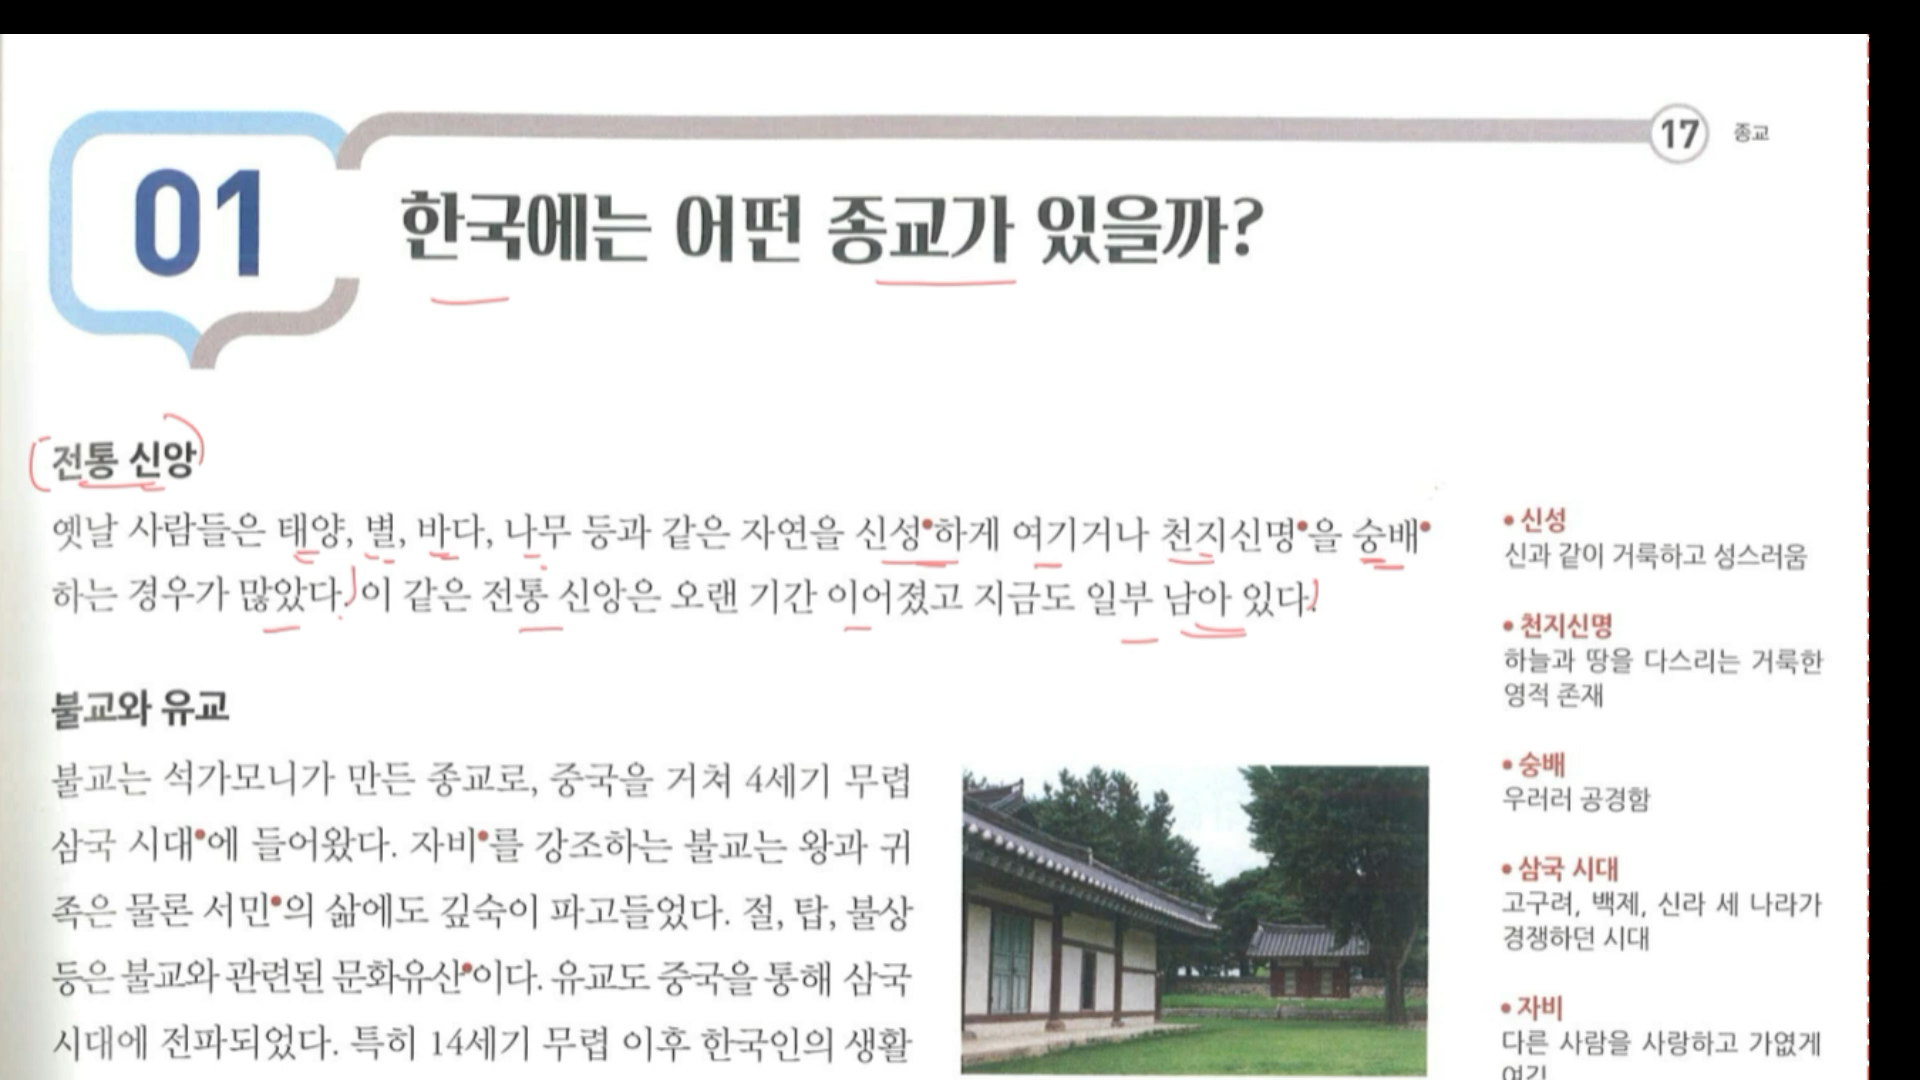 17 종교
01
한국에는 어떤 종교가 있을까?
전통 신앙
옛날 사람들은 태양, 별, 바다, 나무 등과 같은 자연을 신성•하게 여기거나 천지신명•을 숭배•
하는 경우가 많았다. 이 같은 전통 신앙은 오랜 기간 이어졌고 지금도 일부 남아 있다.
불교와 유교
불교는 석가모니가 만든 종교로, 중국을 거쳐 4세기 무렵
삼국 시대•에 들어왔다. 자비•를 강조하는 불교는 왕과 귀
족은 물론 서민•의 삶에도 깊숙이 파고들었다. 절, 탑, 불상
등은 불교와 관련된 문화유산•이다. 유교도 중국을 통해 삼국
시대에 전파되었다. 특히 14세기 무렵 이후 한국인의 생활
• 신성
신과 같이 거룩하고 성스러움
• 천지신명
하늘과 땅을 다스리는 거룩한
영적 존재
• 숭배
우러러 공경함
• 삼국 시대
고구려, 백제, 신라 세 나라가
경쟁하던 시대
• 자비
다른 사람을 사랑하고 가엾게